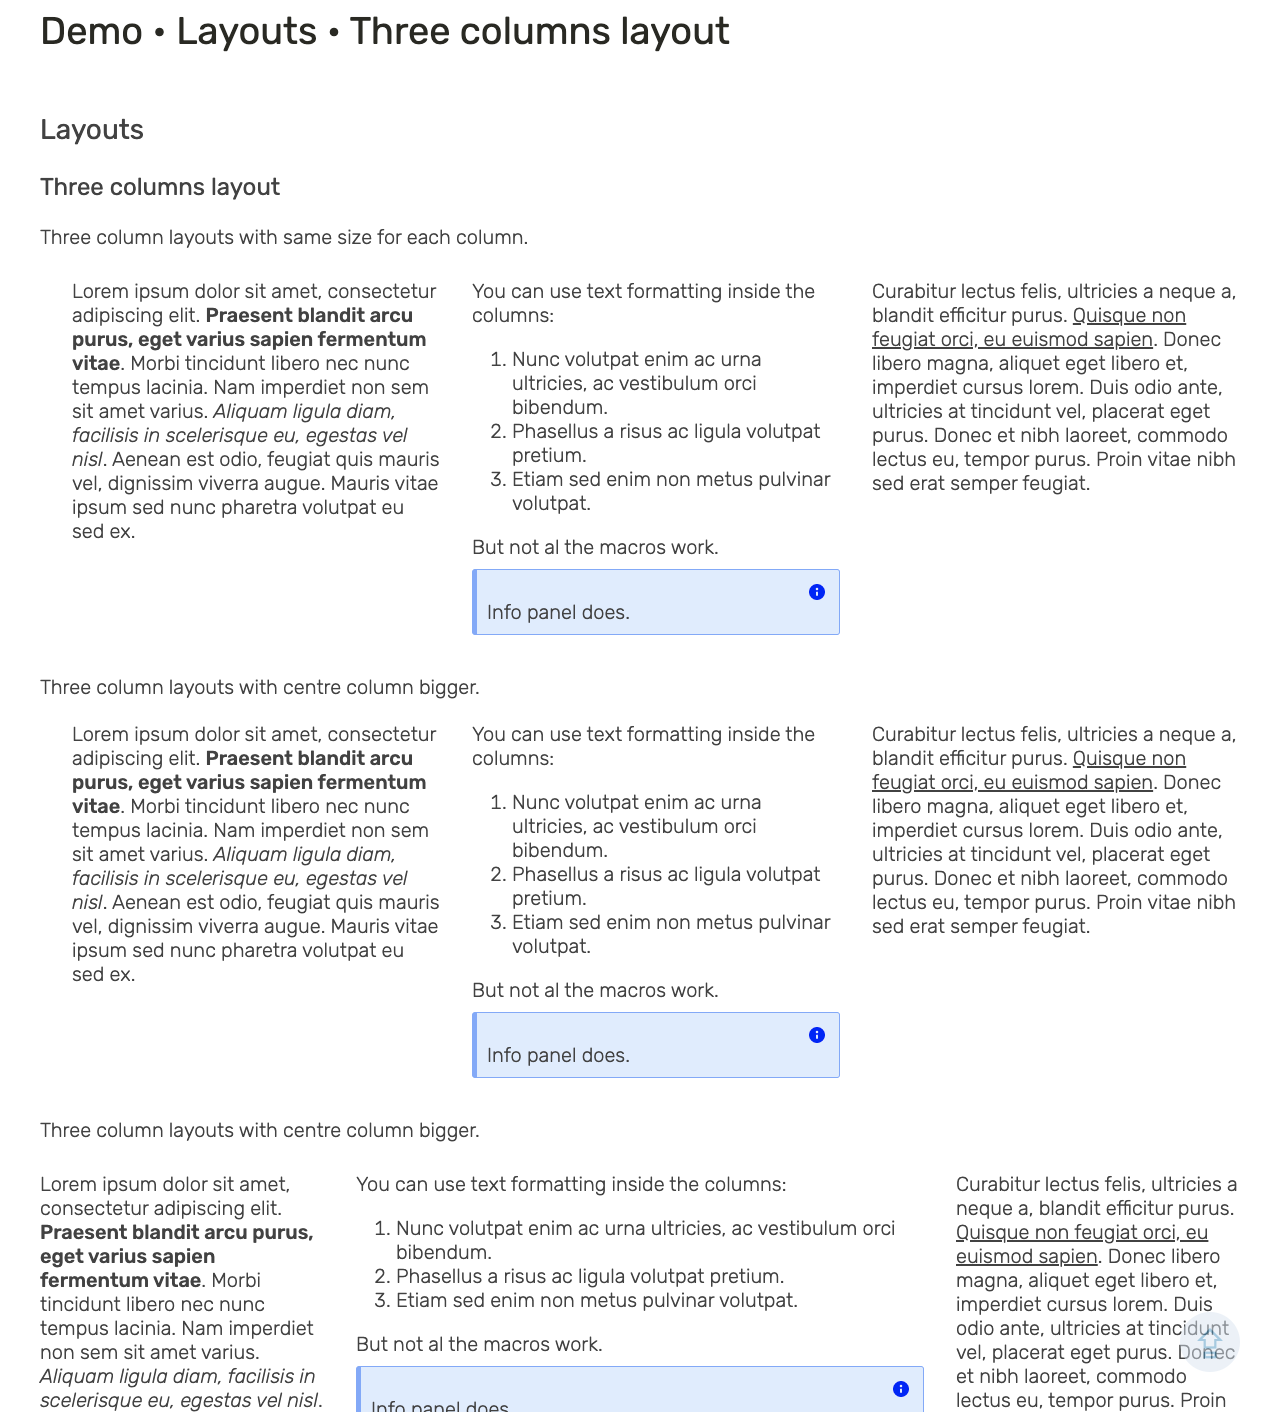 Demo • Layouts • Three columns layout
Layouts
Three columns layout
Three column layouts with same size for each column.
Lorem ipsum dolor sit amet, consectetur
adipiscing elit. Praesent blandit arcu
purus, eget varius sapien fermentum
vitae. Morbi tincidunt libero nec nunc
tempus lacinia. Nam imperdiet non sem
sit amet varius. Aliquam ligula diam,
facilisis in scelerisque eu, egestas vel
nisl. Aenean est odio, feugiat quis mauris
vel, dignissim viverra augue. Mauris vitae
ipsum sed nunc pharetra volutpat eu
sed ex.
You can use text formatting inside the
columns:
1. Nunc volutpat enim ac urna
ultricies, ac vestibulum orci
bibendum.
2. Phasellus a risus ac ligula volutpat
pretium.
3. Etiam sed enim non metus pulvinar
volutpat.
But not al the macros work.
Info panel does.
Curabitur lectus felis, ultricies a neque a,
blandit efficitur purus. Quisque non
feugiat orci, eu euismod sapien. Donec
libero magna, aliquet eget libero et,
imperdiet cursus lorem. Duis odio ante,
ultricies at tincidunt vel, placerat eget
purus. Donec et nibh laoreet, commodo
lectus eu, tempor purus. Proin vitae nibh
sed erat semper feugiat.
Three column layouts with centre column bigger.
Lorem ipsum dolor sit amet, consectetur
adipiscing elit. Praesent blandit arcu
purus, eget varius sapien fermentum
vitae. Morbi tincidunt libero nec nunc
tempus lacinia. Nam imperdiet non sem
sit amet varius. Aliquam ligula diam,
facilisis in scelerisque eu, egestas vel
nisl. Aenean est odio, feugiat quis mauris
vel, dignissim viverra augue. Mauris vitae
ipsum sed nunc pharetra volutpat eu
sed ex.
You can use text formatting inside the
columns:
1. Nunc volutpat enim ac urna
ultricies, ac vestibulum orci
bibendum.
2. Phasellus a risus ac ligula volutpat
pretium.
3. Etiam sed enim non metus pulvinar
volutpat.
But not al the macros work.
Info panel does.
Curabitur lectus felis, ultricies a neque a,
blandit efficitur purus. Quisque non
feugiat orci, eu euismod sapien. Donec
libero magna, aliquet eget libero et,
imperdiet cursus lorem. Duis odio ante,
ultricies at tincidunt vel, placerat eget
purus. Donec et nibh laoreet, commodo
lectus eu, tempor purus. Proin vitae nibh
sed erat semper feugiat.
Three column layouts with centre column bigger.
Lorem ipsum dolor sit amet,
consectetur adipiscing elit.
Praesent blandit arcu purus,
eget varius sapien
fermentum vitae. Morbi
tincidunt libero nec nunc
tempus lacinia. Nam imperdiet
non sem sit amet varius.
Aliquam ligula diam, facilisis in
scelerisque eu, egestas vel nisl.
You can use text formatting inside the columns:
1. Nunc volutpat enim ac urna ultricies, ac vestibulum orci
bibendum.
2. Phasellus a risus ac ligula volutpat pretium.
3. Etiam sed enim non metus pulvinar volutpat.
But not al the macros work.
Info panel does.
Curabitur lectus felis, ultricies a
neque a, blandit efficitur purus.
Quisque non feugiat orci, eu
euismod sapien. Donec libero
magna, aliquet eget libero et,
imperdiet cursus lorem. Duis
odio ante, ultricies at tincidunt
vel, placerat eget purus. Donec
et nibh laoreet, commodo
lectus eu, tempor purus. Proin